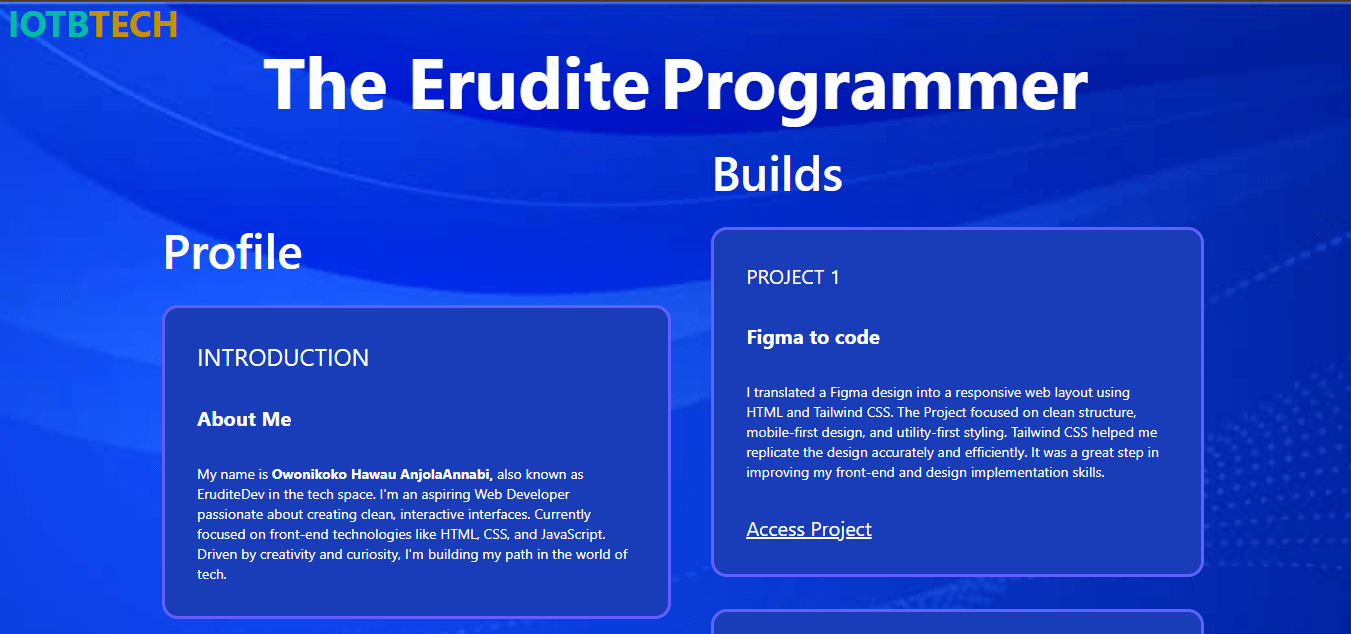 IOTBTECH
The Erudite Programmer
Profile
INTRODUCTION
About Me
My name is Owonikoko Hawau AnjolaAnnabi, also known as
EruditeDev in the tech space. I'm an aspiring Web Developer
passionate about creating clean, interactive interfaces. Currently
focused on front-end technologies like HTML, CSS, and JavaScript.
Driven by creativity and curiosity, I'm building my path in the world of
tech.
Builds
PROJECT 1
Figma to code
I translated a Figma design into a responsive web layout using
HTML and Tailwind CSS. The Project focused on clean structure,
mobile-first design, and utility-first styling. Tailwind CSS helped me
replicate the design accurately and efficiently. It was a great step in
improving my front-end and design implementation skills.
Access Project